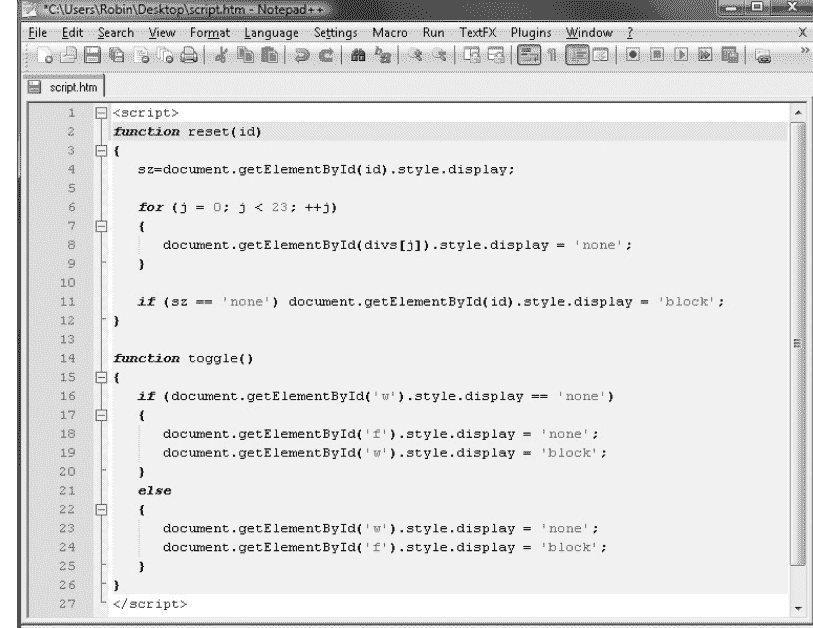 *C:\Users\Robin\Desktop\script.htm - Notepad++
File Edit Search View Format Language Settings Macro Run TextFX Plugins Window ? X
script.htm
1 <script>
2 function reset(id)
3 {
4 sz=document.getElementById(id).style.display;
5
6 for (j = 0; j < 23; ++j)
7 {
8 document.getElementById(divs[j]).style.display = 'none';
9 }
10
11 if (sz == 'none') document.getElementById(id).style.display = 'block';
12 }
13
14 function toggle()
15 {
16 if (document.getElementById('w').style.display == 'none')
17 {
18 document.getElementById('f').style.display = 'none';
19 document.getElementById('w').style.display = 'block';
20 }
21 else
22 {
23 document.getElementById('w').style.display = 'none';
24 document.getElementById('f').style.display = 'block';
25 }
26 }
27 </script>